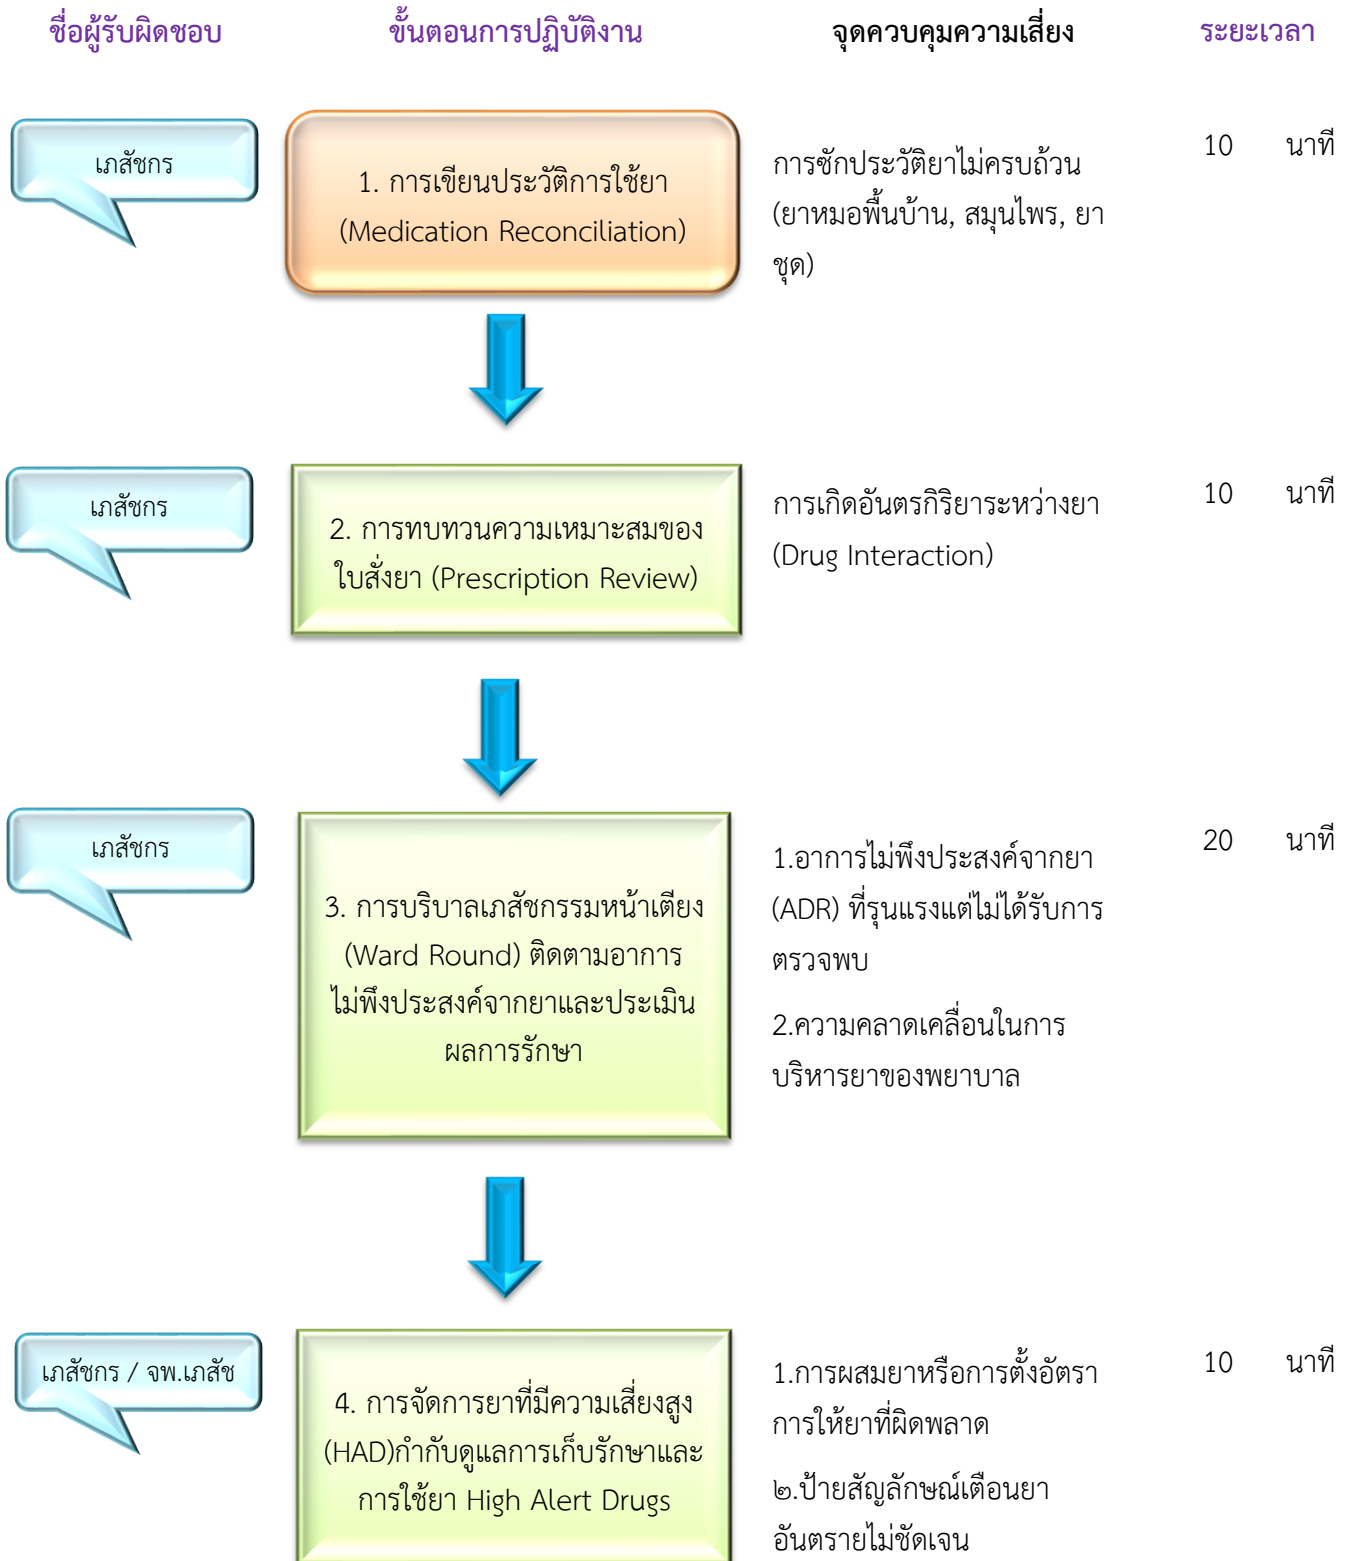 ชื่อผู้รับผิดชอบ ขั้นตอนการปฏิบัติงาน จุดควบคุมความเสี่ยง ระยะเวลา
เภสัชกร
1. การเขียนประวัติการใช้ยา
(Medication Reconciliation)
การซักประวัติยาไม่ครบถ้วน
(ยาหมอพื้นบ้าน, สมุนไพร, ยา
ชุด)
10 นาที
เภสัชกร
2. การทบทวนความเหมาะสมของ
ใบสั่งยา (Prescription Review)
การเกิดอันตรกิริยาระหว่างยา
(Drug Interaction)
10 นาที
เภสัชกร
3. การบริบาลเภสัชกรรมหน้าเตียง
(Ward Round) ติดตามอาการ
ไม่พึงประสงค์จากยาและประเมิน
ผลการรักษา
1.อาการไม่พึงประสงค์จากยา
(ADR) ที่รุนแรงแต่ไม่ได้รับการ
ตรวจพบ
2.ความคลาดเคลื่อนในการ
บริหารยาของพยาบาล
20 นาที
เภสัชกร / จพ.เภสัช
4. การจัดการยาที่มีความเสี่ยงสูง
(HAD)กำกับดูแลการเก็บรักษาและ
การใช้ยา High Alert Drugs
1.การผสมยาหรือการตั้งอัตรา
การให้ยาที่ผิดพลาด
๒.ป้ายสัญลักษณ์เตือนยา
อันตรายไม่ชัดเจน
10 นาที